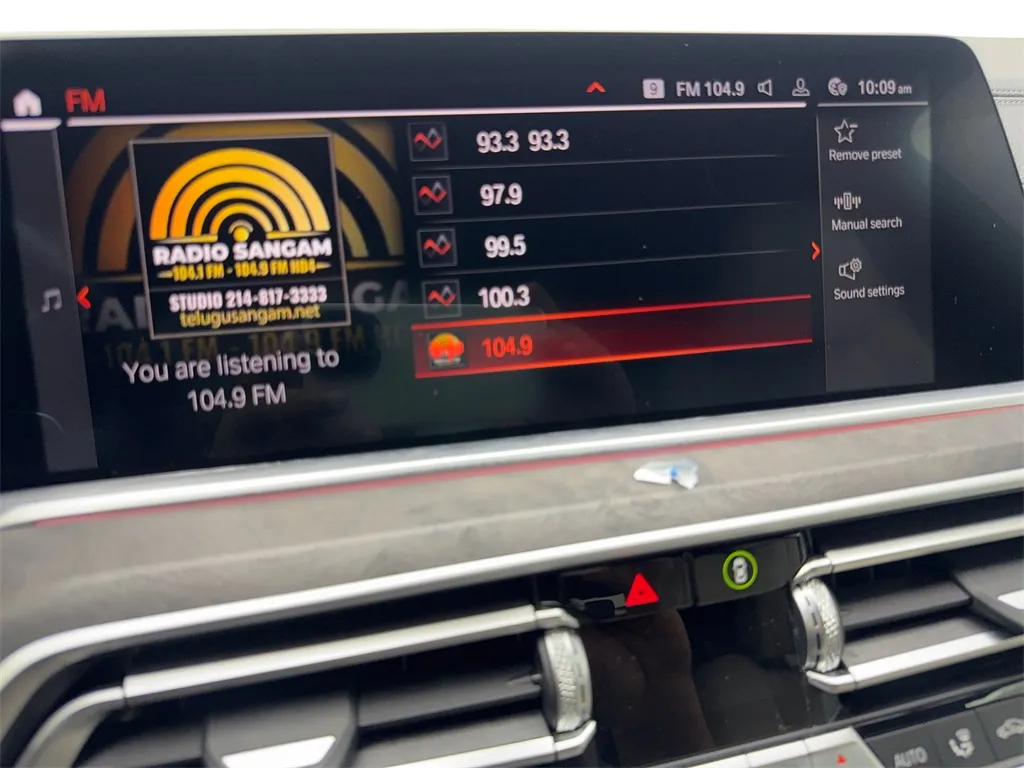 FM
9 FM 104.9 10:09 am
RADIO SANGAM
104.1 FM - 104.9 FM HD4
STUDIO 214-817-3333
telugusangam.net
You are listening to
104.9 FM
93.3 93.3
97.9
99.5
100.3
104.9
Remove preset
Manual search
Sound settings
AUTO